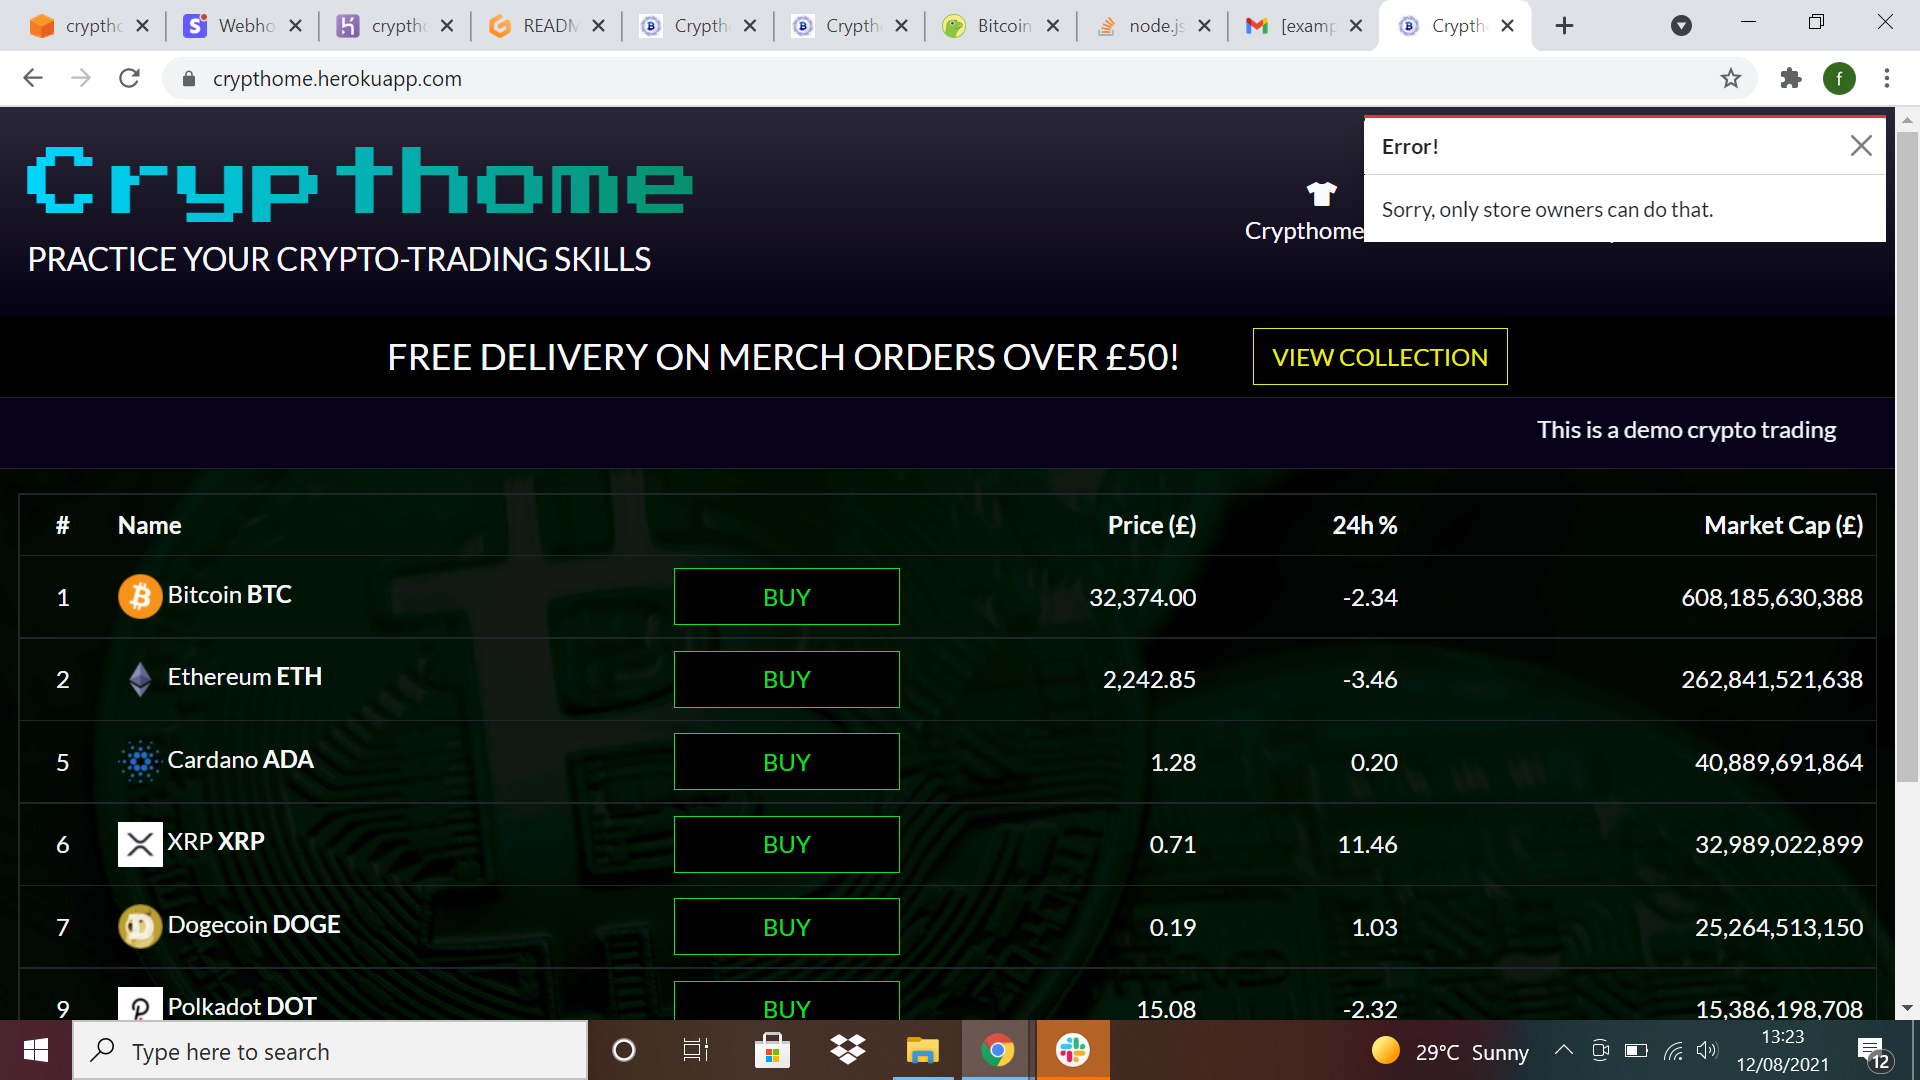 cryptho
Webho
crypthc
READM
Crypth
Crypth
Bitcoin
node.js
[examp
Crypth
crypthome.herokuapp.com
f
Crypthome
PRACTICE YOUR CRYPTO-TRADING SKILLS
Crypthome
Error!
Sorry, only store owners can do that.
FREE DELIVERY ON MERCH ORDERS OVER £50!
VIEW COLLECTION
This is a demo crypto trading
# Name Price (£) 24h % Market Cap (£)
1 Bitcoin BTC BUY 32,374.00 -2.34 608,185,630,388
2 Ethereum ETH BUY 2,242.85 -3.46 262,841,521,638
5 Cardano ADA BUY 1.28 0.20 40,889,691,864
6 XRP XRP BUY 0.71 11.46 32,989,022,899
7 Dogecoin DOGE BUY 0.19 1.03 25,264,513,150
9 Polkadot DOT BUY 15.08 -2.32 15,386,198,708
Type here to search
29°C Sunny
13:23
12/08/2021
12